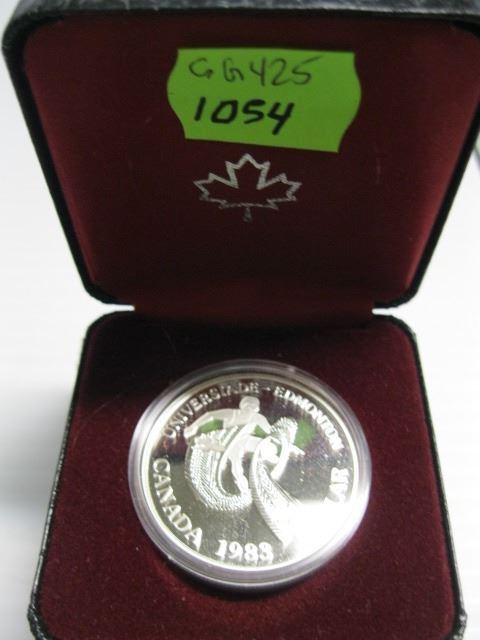 GG425
1054
UNIVERSIADE - EDMONTON
CANADA 1983